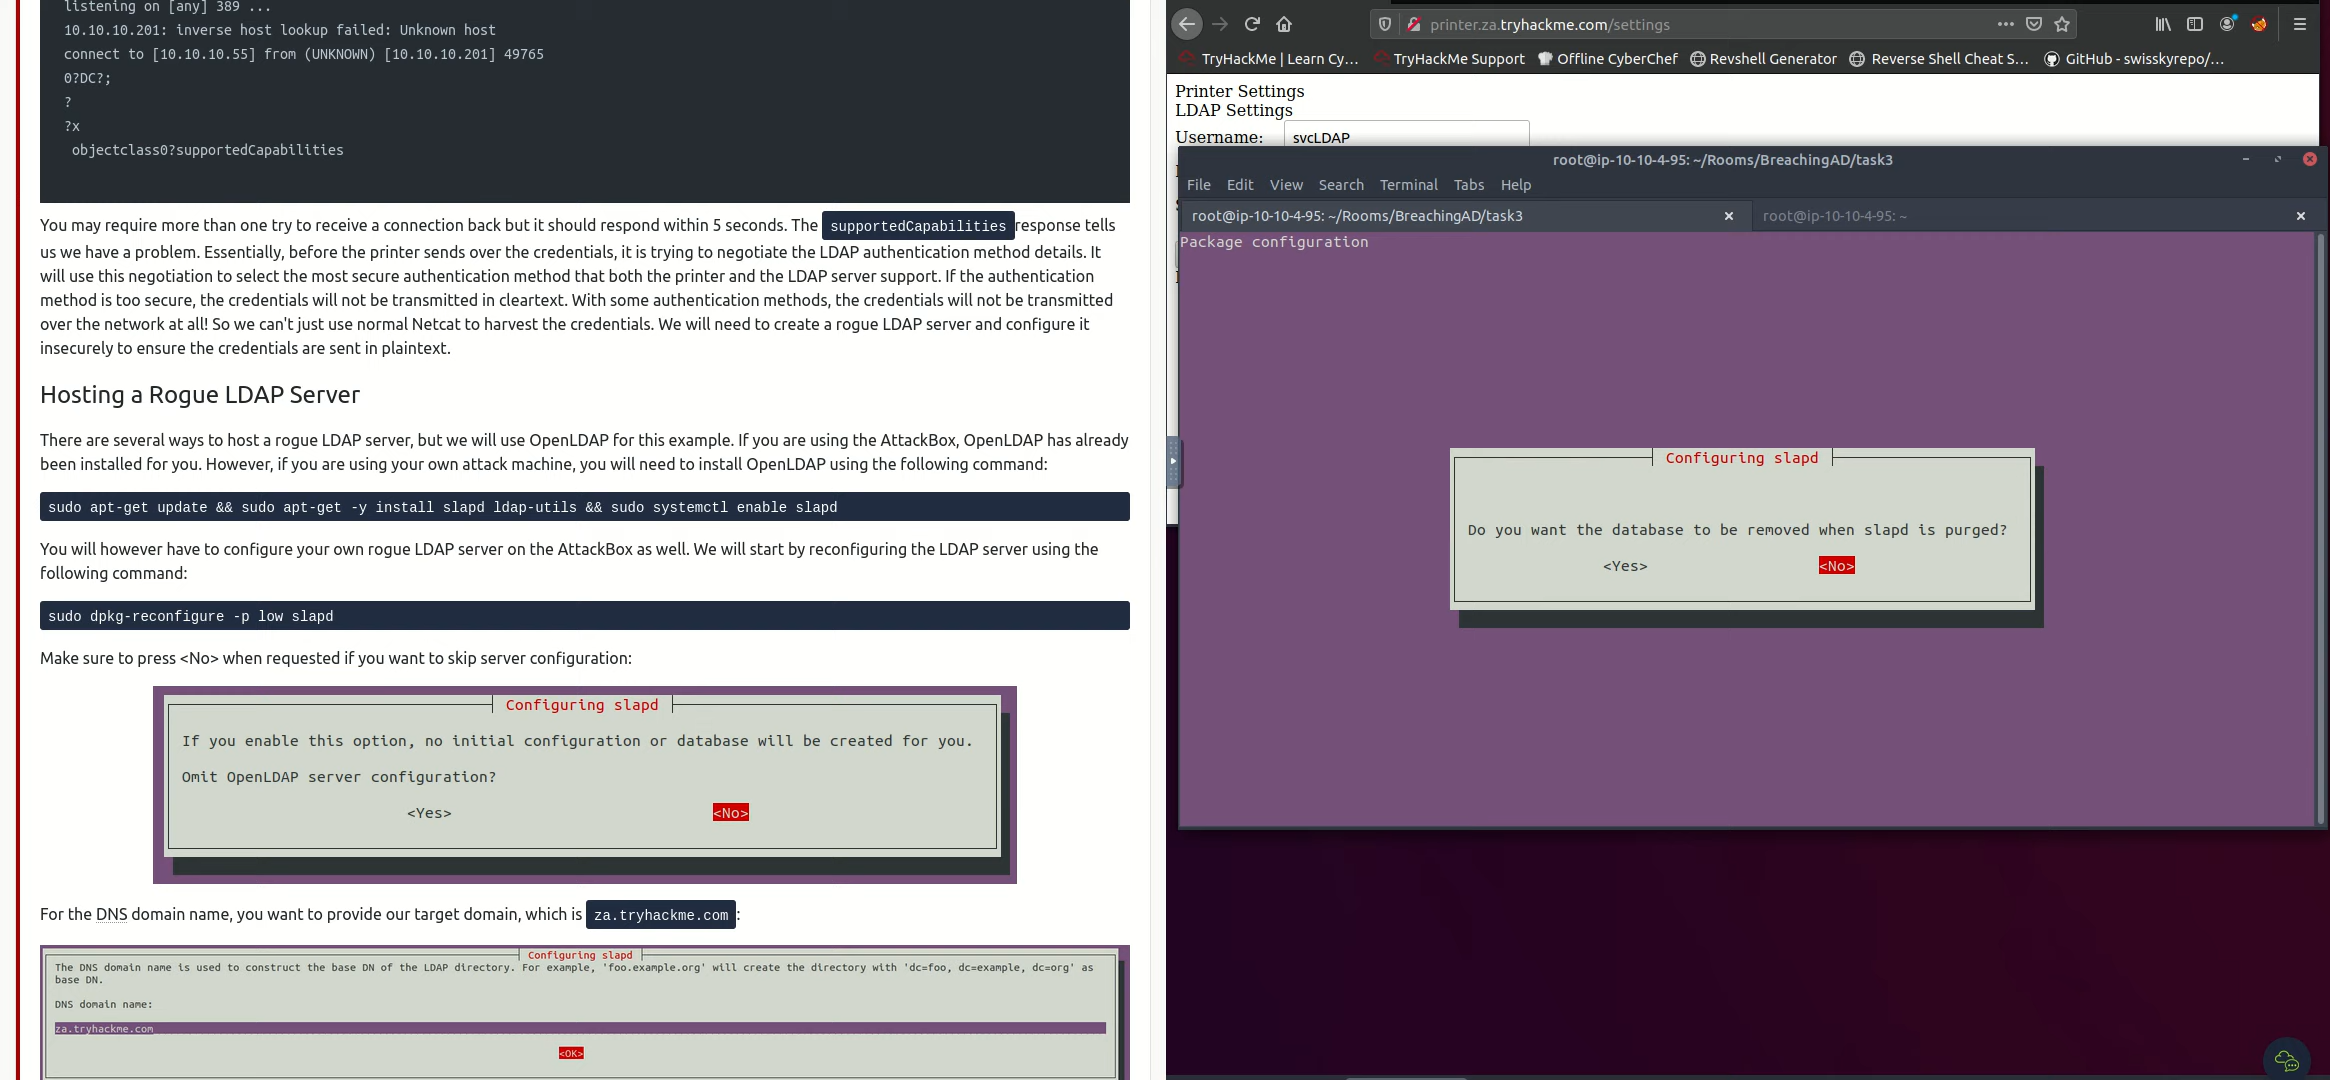 listening on [any] 389 ...
10.10.10.201: inverse host lookup failed: Unknown host
connect to [10.10.10.55] from (UNKNOWN) [10.10.10.201] 49765
0?DC?;
?
?x
objectclass0?supportedCapabilities
You may require more than one try to receive a connection back but it should respond within 5 seconds. The supportedCapabilities response tells
us we have a problem. Essentially, before the printer sends over the credentials, it is trying to negotiate the LDAP authentication method details. It
will use this negotiation to select the most secure authentication method that both the printer and the LDAP server support. If the authentication
method is too secure, the credentials will not be transmitted in cleartext. With some authentication methods, the credentials will not be transmitted
over the network at all! So we can't just use normal Netcat to harvest the credentials. We will need to create a rogue LDAP server and configure it
insecurely to ensure the credentials are sent in plaintext.
Hosting a Rogue LDAP Server
There are several ways to host a rogue LDAP server, but we will use OpenLDAP for this example. If you are using the AttackBox, OpenLDAP has already
been installed for you. However, if you are using your own attack machine, you will need to install OpenLDAP using the following command:
sudo apt-get update && sudo apt-get -y install slapd ldap-utils && sudo systemctl enable slapd
You will however have to configure your own rogue LDAP server on the AttackBox as well. We will start by reconfiguring the LDAP server using the
following command:
sudo dpkg-reconfigure -p low slapd
Make sure to press <No> when requested if you want to skip server configuration:
Configuring slapd
If you enable this option, no initial configuration or database will be created for you.
Omit OpenLDAP server configuration?
<Yes> <No>
For the DNS domain name, you want to provide our target domain, which is za.tryhackme.com :
Configuring slapd
The DNS domain name is used to construct the base DN of the LDAP directory. For example, 'foo.example.org' will create the directory with 'dc=foo, dc=example, dc=org' as
base DN.
DNS domain name:
za.tryhackme.com
<OK>
printer.za.tryhackme.com/settings
TryHackMe | Learn Cy... TryHackMe Support Offline CyberChef Revshell Generator Reverse Shell Cheat S... GitHub - swisskyrepo/...
Printer Settings
LDAP Settings
Username: svcLDAP
root@ip-10-10-4-95: ~/Rooms/BreachingAD/task3
File Edit View Search Terminal Tabs Help
root@ip-10-10-4-95: ~/Rooms/BreachingAD/task3 root@ip-10-10-4-95: ~
Package configuration
Configuring slapd
Do you want the database to be removed when slapd is purged?
<Yes> <No>